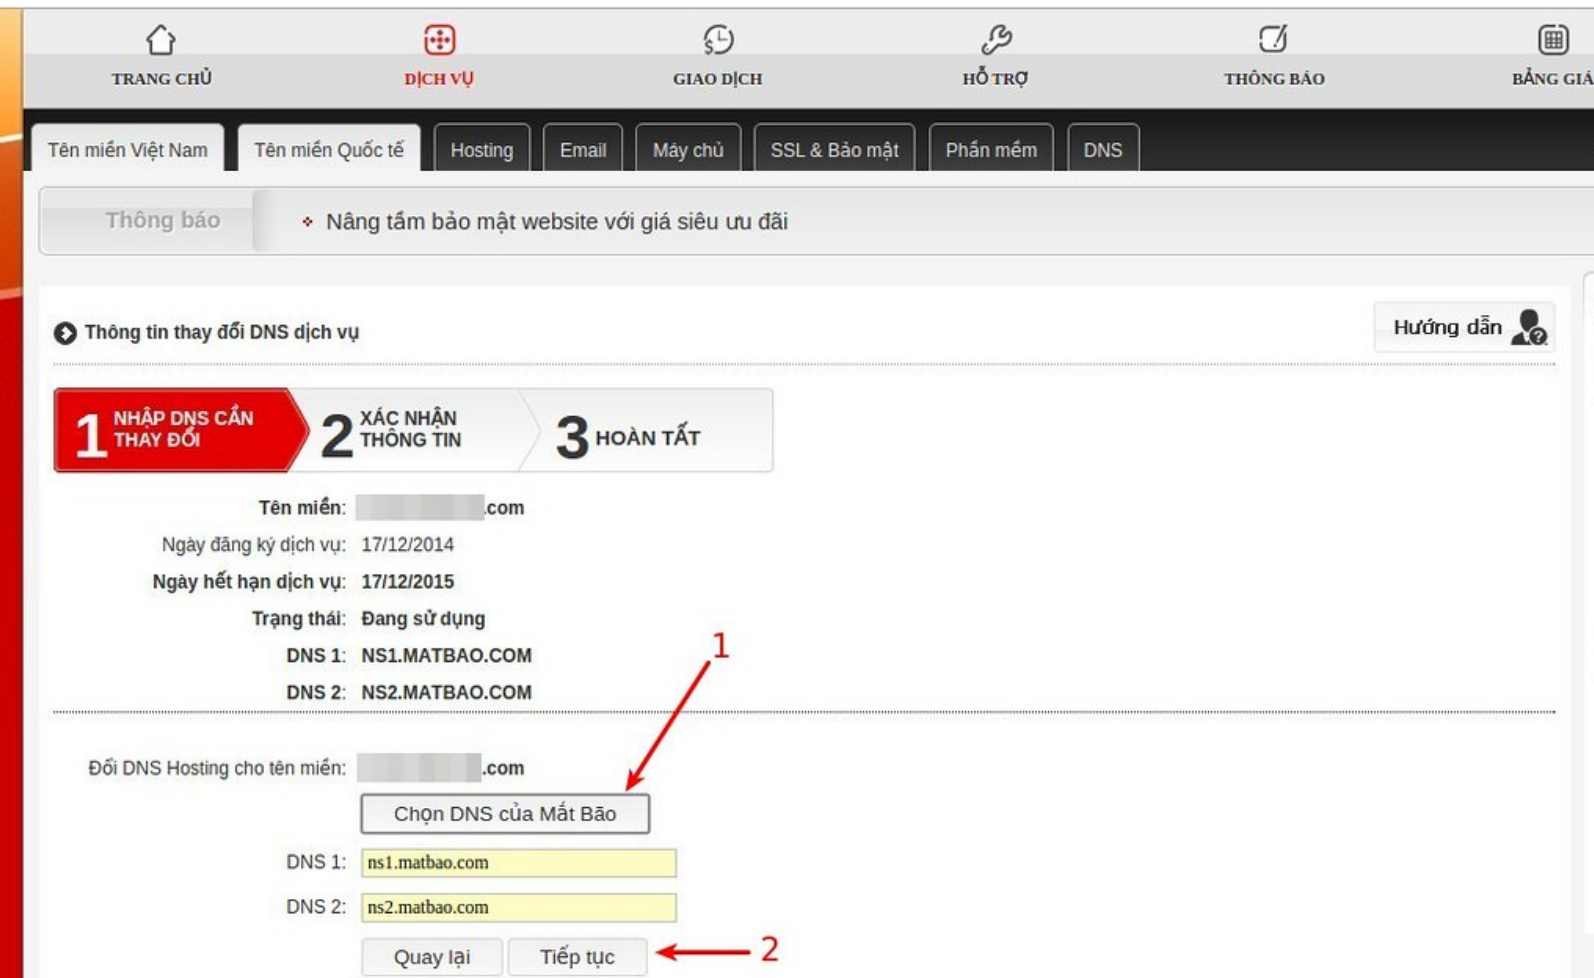 TRANG CHỦ
DỊCH VỤ
GIAO DỊCH
HỖ TRỢ
THÔNG BÁO
BẢNG GIÁ
Tên miền Việt Nam
Tên miền Quốc tế
Hosting
Email
Máy chủ
SSL & Bảo mật
Phần mềm
DNS
Thông báo
Nâng tầm bảo mật website với giá siêu ưu đãi
Thông tin thay đổi DNS dịch vụ
Hướng dẫn
1 NHẬP DNS CẦN
THAY ĐỔI
2 XÁC NHẬN
THÔNG TIN
3 HOÀN TẤT
Tên miền: .com
Ngày đăng ký dịch vụ: 17/12/2014
Ngày hết hạn dịch vụ: 17/12/2015
Trạng thái: Đang sử dụng
DNS 1: NS1.MATBAO.COM
DNS 2: NS2.MATBAO.COM
1
Đổi DNS Hosting cho tên miền: .com
Chọn DNS của Mắt Bão
DNS 1: ns1.matbao.com
DNS 2: ns2.matbao.com
Quay lại
Tiếp tục
2